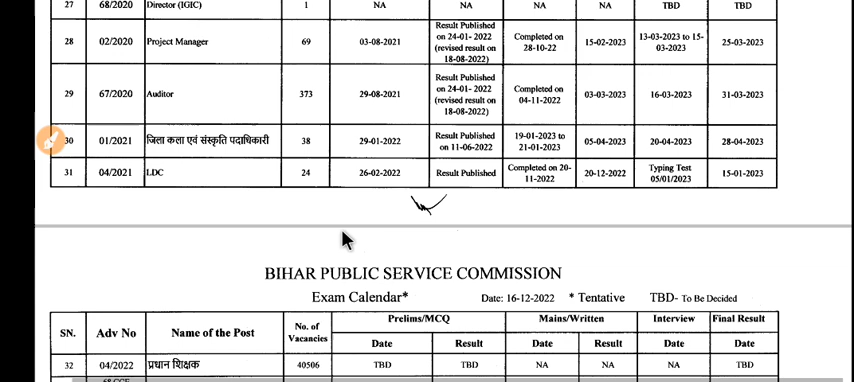 27 68/2020 Director (IGIC) 1 NA NA NA NA TBD TBD
28 02/2020 Project Manager 69 03-08-2021 Result Published on 24-01- 2022 (revised result on 18-08-2022) Completed on 28-10-22 15-02-2023 13-03-2023 to 15-03-2023 25-03-2023
29 67/2020 Auditor 373 29-08-2021 Result Published on 24-01- 2022 (revised result on 18-08-2022) Completed on 04-11-2022 03-03-2023 16-03-2023 31-03-2023
30 01/2021 जिला कला एवं संस्कृति पदाधिकारी 38 29-01-2022 Result Published on 11-06-2022 19-01-2023 to 21-01-2023 05-04-2023 20-04-2023 28-04-2023
31 04/2021 LDC 24 26-02-2022 Result Published Completed on 20-11-2022 20-12-2022 Typing Test 05/01/2023 15-01-2023
BIHAR PUBLIC SERVICE COMMISSION
Exam Calendar* Date: 16-12-2022 * Tentative TBD- To Be Decided
SN. Adv No Name of the Post No. of Vacancies Prelims/MCQ Mains/Written Interview Final Result
Date Result Date Result Date Date
32 04/2022 प्रधान शिक्षक 40506 TBD TBD NA NA NA TBD